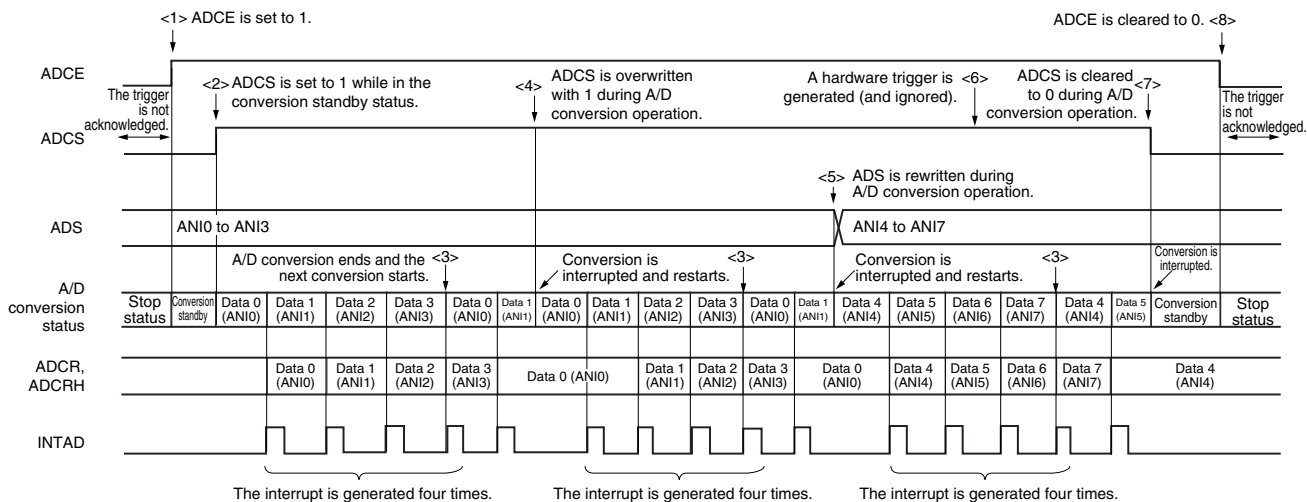 <1> ADCE is set to 1.
ADCE is cleared to 0. <8>
ADCE
The trigger
is not
acknowledged.
<2> ADCS is set to 1 while in the
conversion standby status.
<4> ADCS is overwritten
with 1 during A/D
conversion operation.
A hardware trigger is <6>
generated (and ignored).
ADCS is cleared <7>
to 0 during A/D
conversion operation.
The trigger
is not
acknowledged.
ADCS
<5> ADS is rewritten during
A/D conversion operation.
ADS
ANI0 to ANI3
ANI4 to ANI7
A/D conversion ends and the <3>
next conversion starts.
Conversion is
interrupted and restarts.
<3>
Conversion is
interrupted and restarts.
<3>
Conversion is
interrupted.
A/D
conversion
status
Stop
status
Conversion
standby
Data 0
(ANI0)
Data 1
(ANI1)
Data 2
(ANI2)
Data 3
(ANI3)
Data 0
(ANI0)
Data 1
(ANI1)
Data 0
(ANI0)
Data 1
(ANI1)
Data 2
(ANI2)
Data 3
(ANI3)
Data 0
(ANI0)
Data 1
(ANI1)
Data 4
(ANI4)
Data 5
(ANI5)
Data 6
(ANI6)
Data 7
(ANI7)
Data 4
(ANI4)
Data 5
(ANI5)
Conversion
standby
Stop
status
ADCR,
ADCRH
Data 0
(ANI0)
Data 1
(ANI1)
Data 2
(ANI2)
Data 3
(ANI3)
Data 0 (ANI0)
Data 1
(ANI1)
Data 2
(ANI2)
Data 3
(ANI3)
Data 0
(ANI0)
Data 4
(ANI4)
Data 5
(ANI5)
Data 6
(ANI6)
Data 7
(ANI7)
Data 4
(ANI4)
INTAD
The interrupt is generated four times.
The interrupt is generated four times.
The interrupt is generated four times.